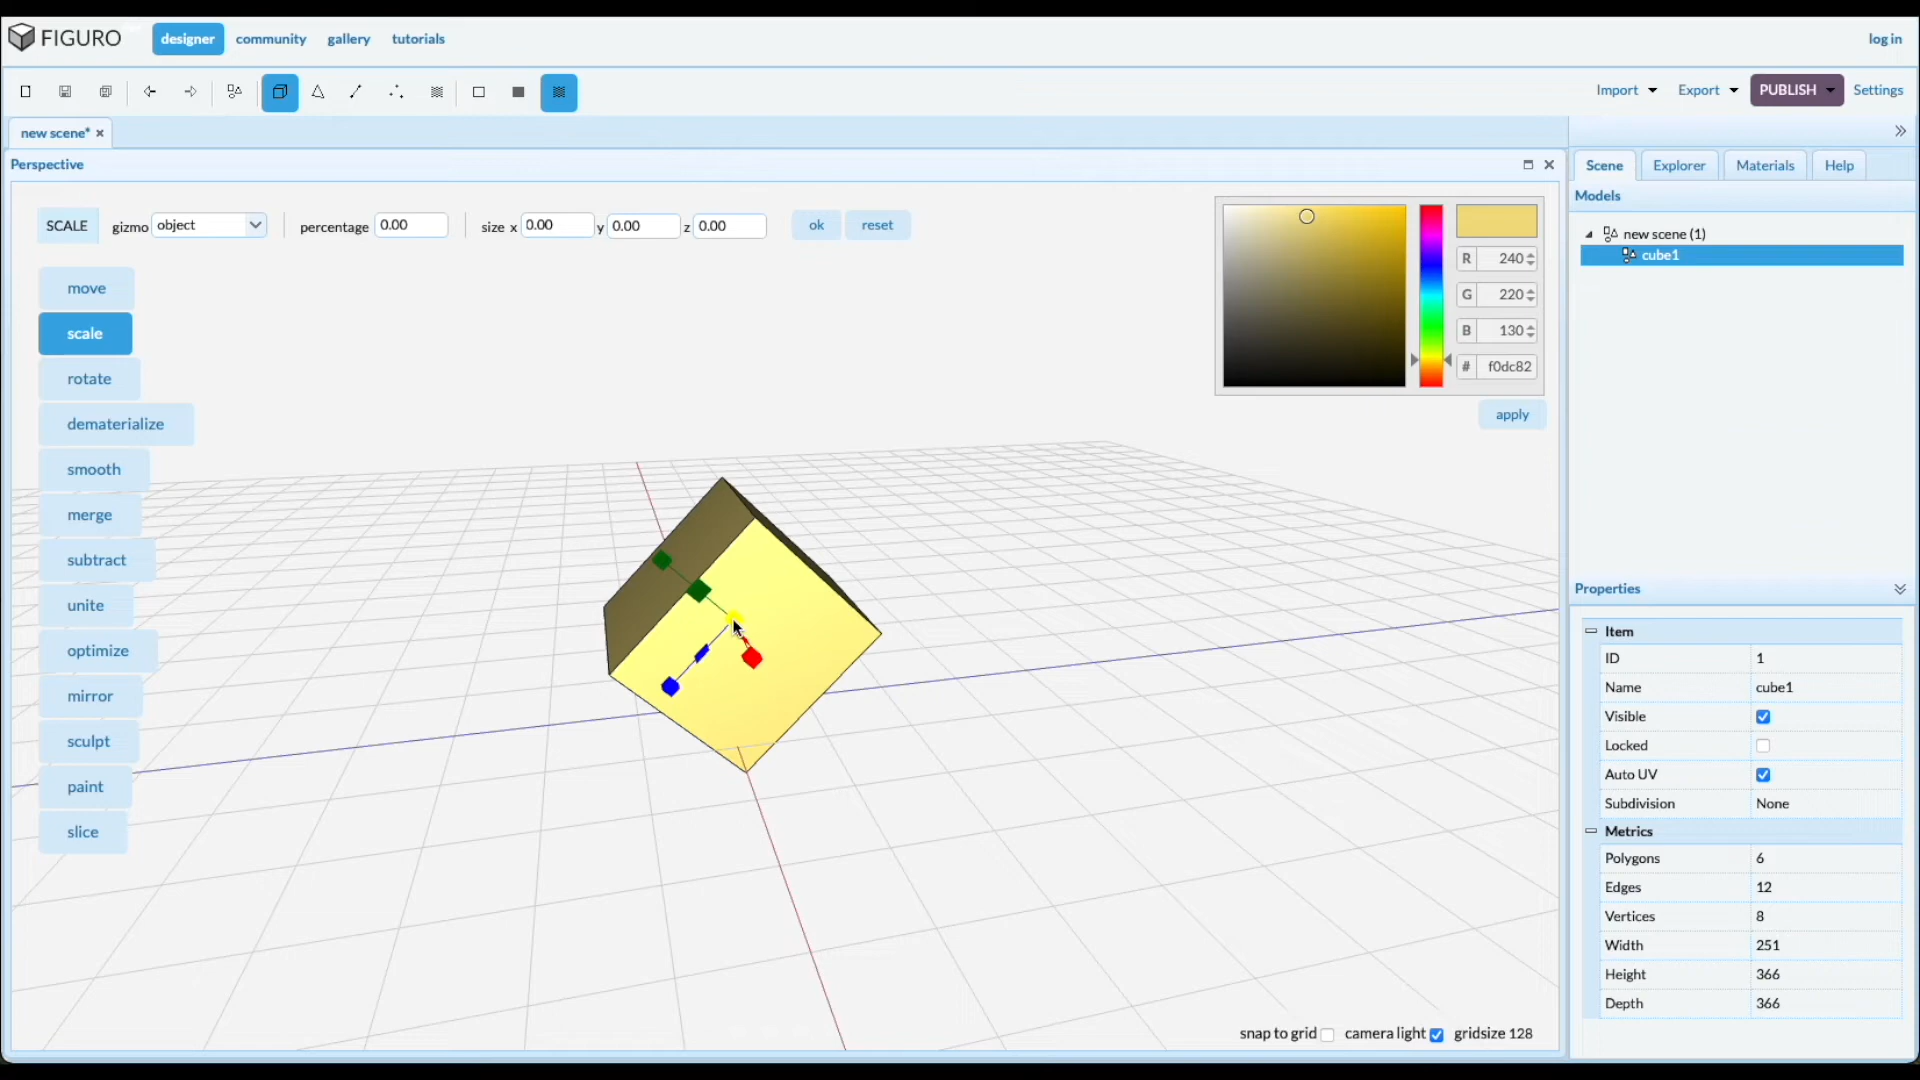 FIGURO designer community gallery tutorials log in
Import Export PUBLISH Settings
new scene* ×
Perspective
SCALE gizmo object percentage 0.00 size x 0.00 y 0.00 z 0.00 ok reset
move
scale
rotate
dematerialize
smooth
merge
subtract
unite
optimize
mirror
sculpt
paint
slice
R 240
G 220
B 130
# f0dc82
apply
snap to grid camera light gridsize 128
Scene Explorer Materials Help
Models
new scene (1)
cube1
Properties
Item
ID 1
Name cube1
Visible
Locked
Auto UV
Subdivision None
Metrics
Polygons 6
Edges 12
Vertices 8
Width 251
Height 366
Depth 366